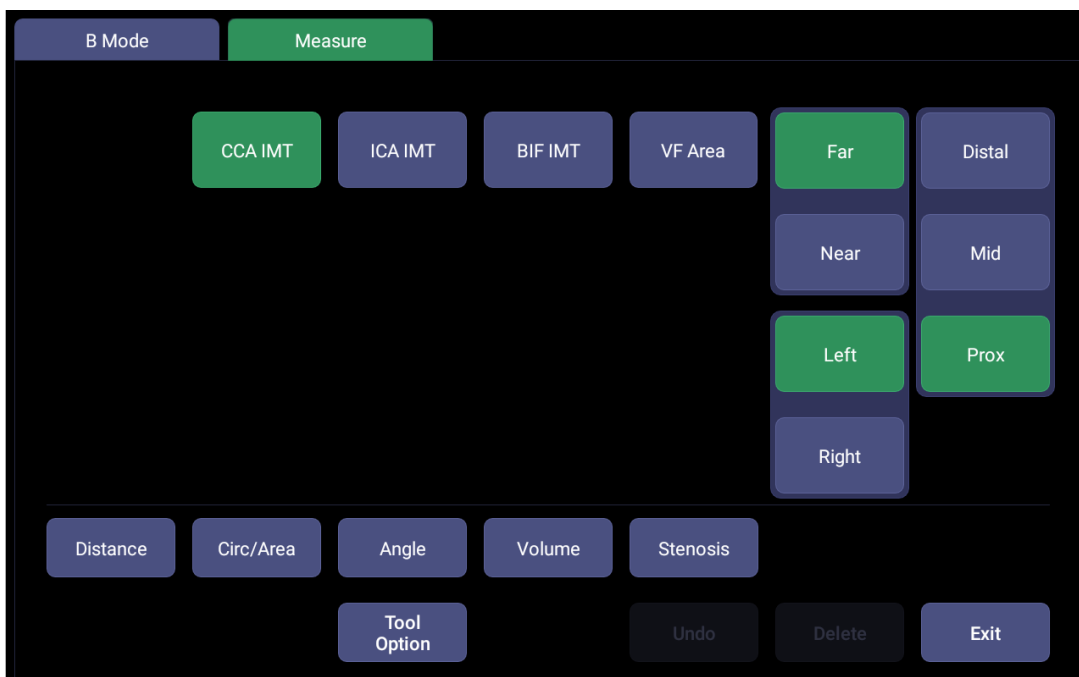 B Mode
Measure
CCA IMT
ICA IMT
BIF IMT
VF Area
Far
Distal
Near
Mid
Left
Prox
Right
Distance
Circ/Area
Angle
Volume
Stenosis
Tool
Option
Undo
Delete
Exit